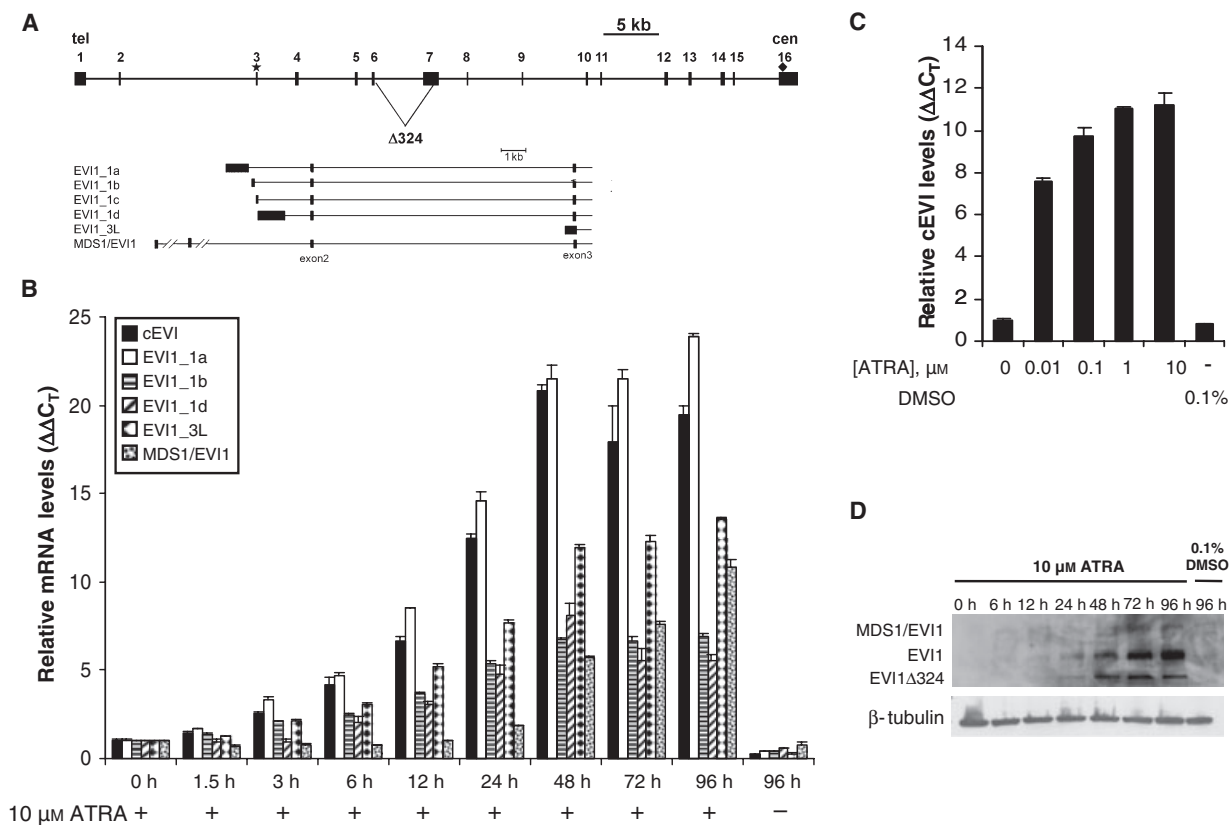 A
5 kb
tel
cen
1 2 3 4 5 6 7 8 9 10 11 12 13 14 15 16
Δ324
1kb
EVI1_1a
EVI1_1b
EVI1_1c
EVI1_1d
EVI1_3L
MDS1/EVI1
exon2
exon3
B
Relative mRNA levels (ΔΔCT)
25
20
15
10
5
0
cEVI
EVI1_1a
EVI1_1b
EVI1_1d
EVI1_3L
MDS1/EVI1
0 h 1.5 h 3 h 6 h 12 h 24 h 48 h 72 h 96 h 96 h
10 μM ATRA + + + + + + + + + −
C
Relative cEVI levels (ΔΔCT)
14
12
10
8
6
4
2
0
[ATRA], μM 0 0.01 0.1 1 10 -
DMSO 0.1%
D
10 μM ATRA
0.1% DMSO
0 h 6 h 12 h 24 h 48 h 72 h 96 h 96 h
MDS1/EVI1
EVI1
EVI1Δ324
β-tubulin